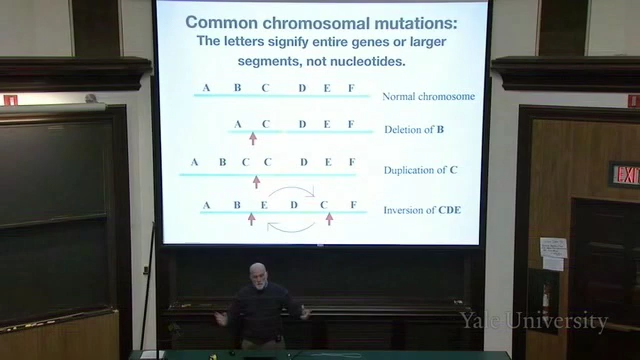 Common chromosomal mutations:
The letters signify entire genes or larger
segments, not nucleotides.
A B C D E F
Normal chromosome
A C D E F
Deletion of B
A B C C D E F
Duplication of C
A B E D C F
Inversion of CDE
EXIT
Yale University